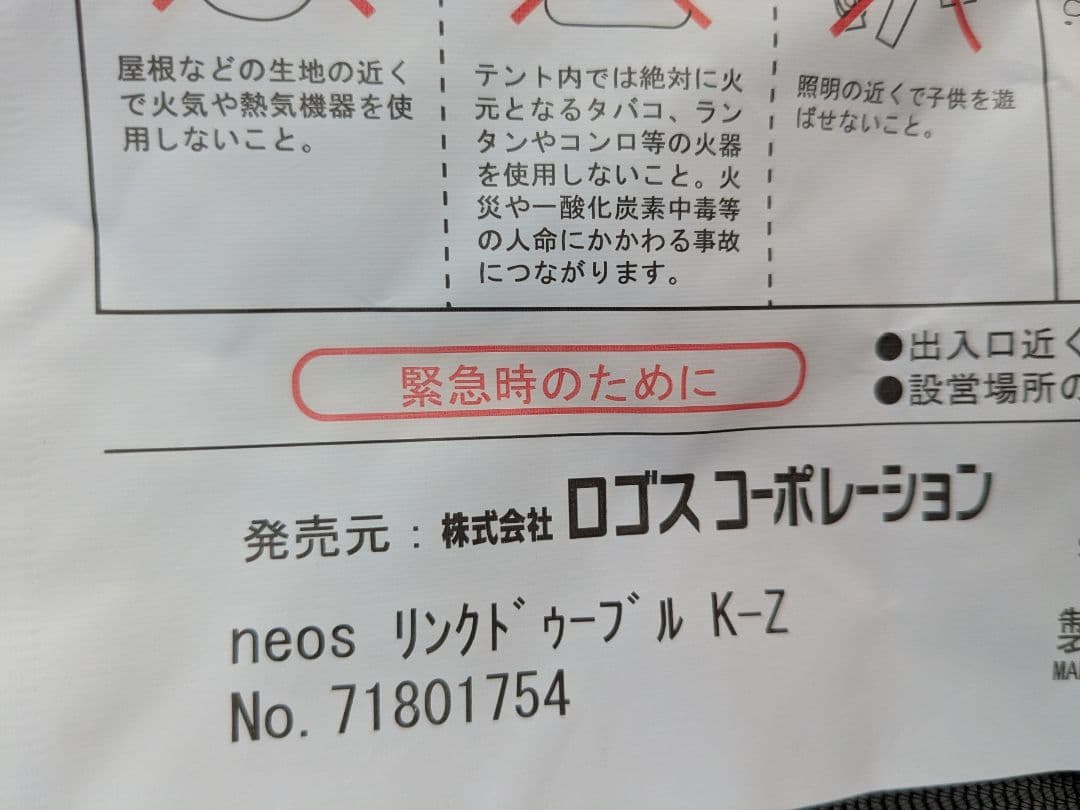 屋根などの生地の近く
で火気や熱気機器を使
用しないこと。
テント内では絶対に火
元となるタバコ、ラン
タンやコンロ等の火器
を使用しないこと。火
災や一酸化炭素中毒等
の人命にかかわる事故
につながります。
照明の近くで子供を遊
ばせないこと。
緊急時のために
●出入口近く
●設営場所の
発売元：株式会社 ロゴス コーポレーション
neos リンクドゥーブル K-Z
No. 71801754
製
MA